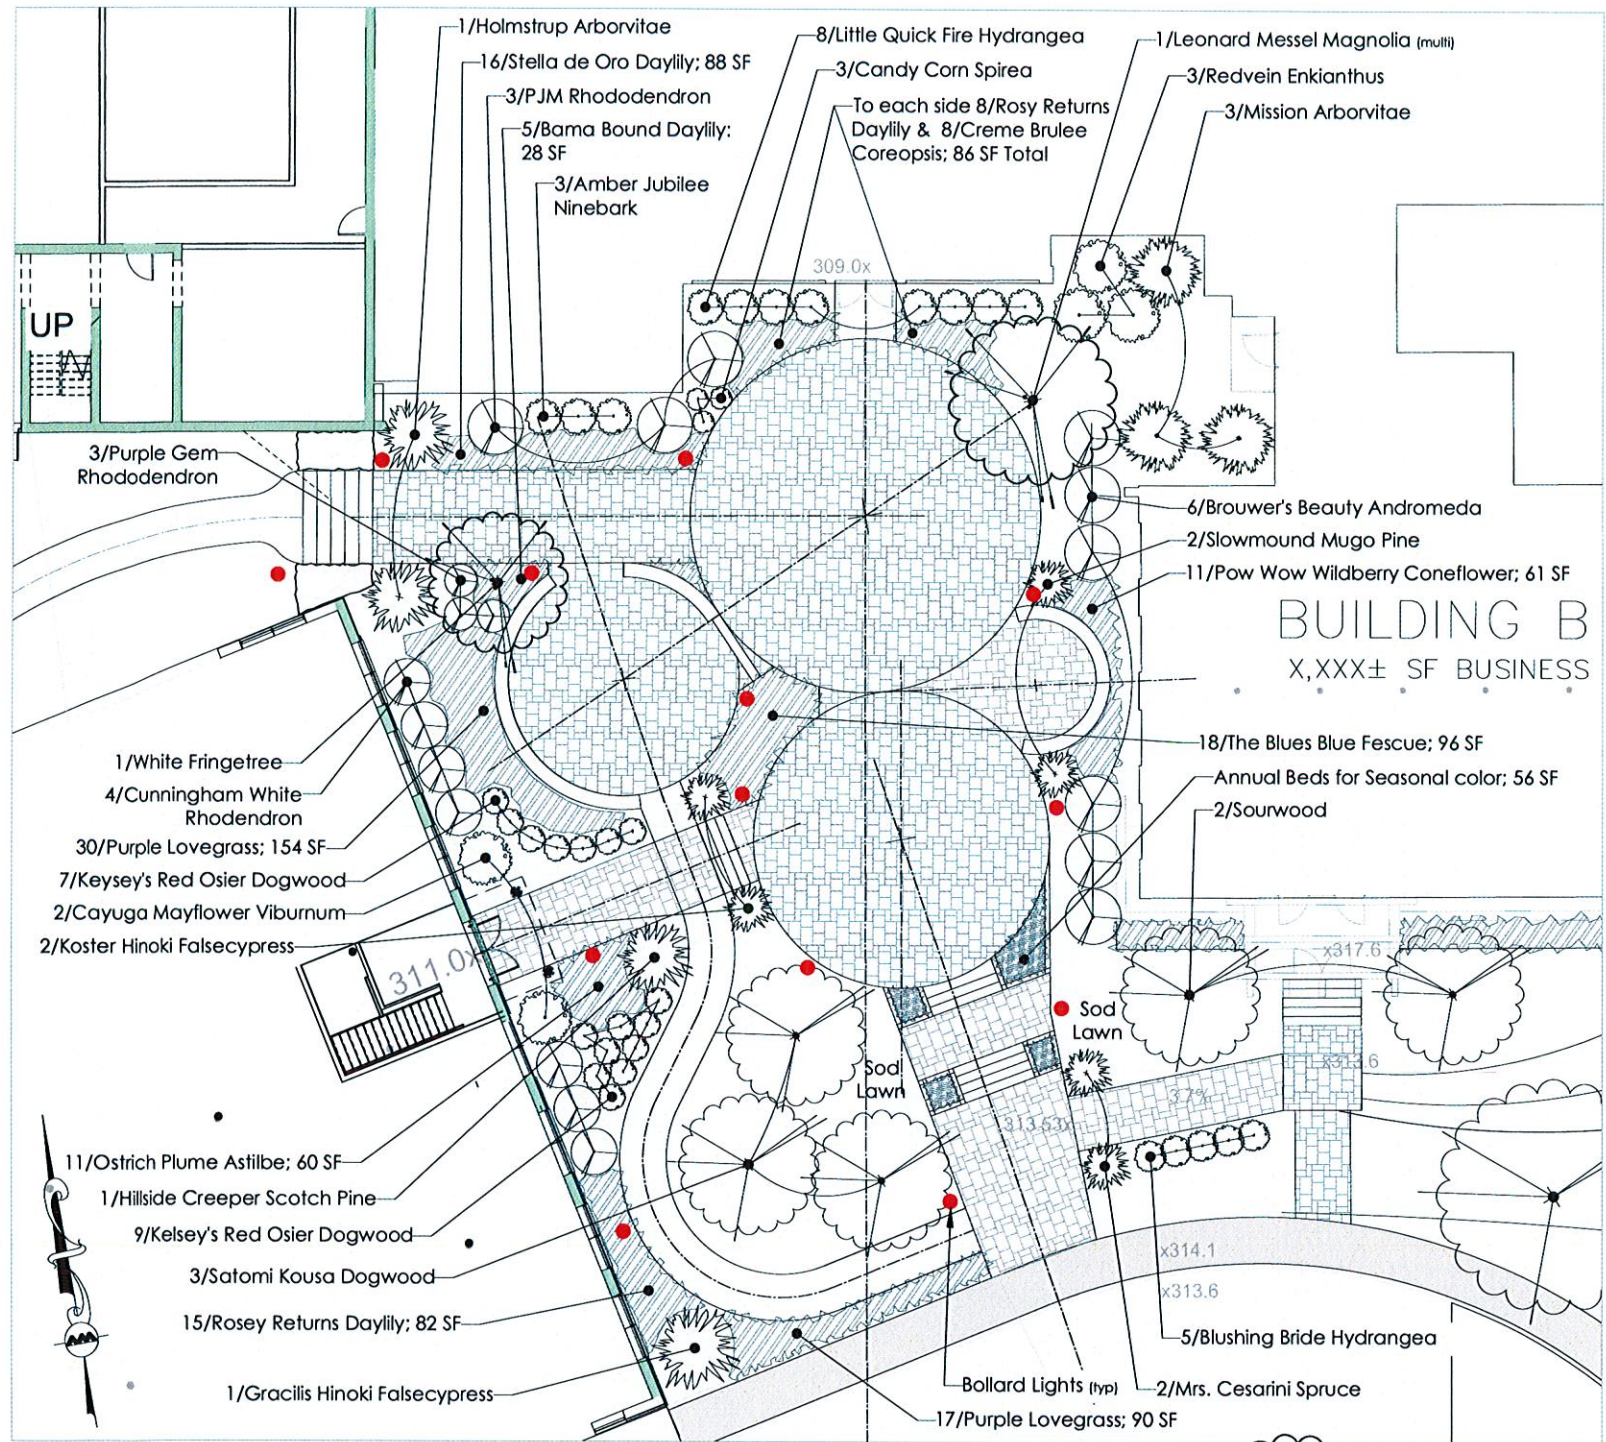 1/Holmstrup Arborvitae
16/Stella de Oro Daylily; 88 SF
3/PJM Rhododendron
5/Bama Bound Daylily;
28 SF
3/Amber Jubilee
Ninebark
8/Little Quick Fire Hydrangea
3/Candy Corn Spirea
To each side 8/Rosy Returns
Daylily & 8/Creme Brulee
Coreopsis; 86 SF Total
1/Leonard Messel Magnolia (multi)
3/Redvein Enkianthus
3/Mission Arborvitae
309.0x
UP
3/Purple Gem
Rhododendron
6/Brouwer's Beauty Andromeda
2/Slowmound Mugo Pine
11/Pow Wow Wildberry Coneflower; 61 SF
BUILDING B
X,XXX± SF BUSINESS
18/The Blues Blue Fescue; 96 SF
Annual Beds for Seasonal color; 56 SF
2/Sourwood
1/White Fringetree
4/Cunningham White
Rhodendron
30/Purple Lovegrass; 154 SF
7/Keysey's Red Osier Dogwood
2/Cayuga Mayflower Viburnum
2/Koster Hinoki Falsecypress
311.0x
x317.6
Sod
Lawn
Sod
Lawn
x313.6
3.7%
313.53x
11/Ostrich Plume Astilbe; 60 SF
1/Hillside Creeper Scotch Pine
9/Kelsey's Red Osier Dogwood
3/Satomi Kousa Dogwood
15/Rosey Returns Daylily; 82 SF
1/Gracilis Hinoki Falsecypress
x314.1
x313.6
5/Blushing Bride Hydrangea
Bollard Lights (typ)
2/Mrs. Cesarini Spruce
17/Purple Lovegrass; 90 SF